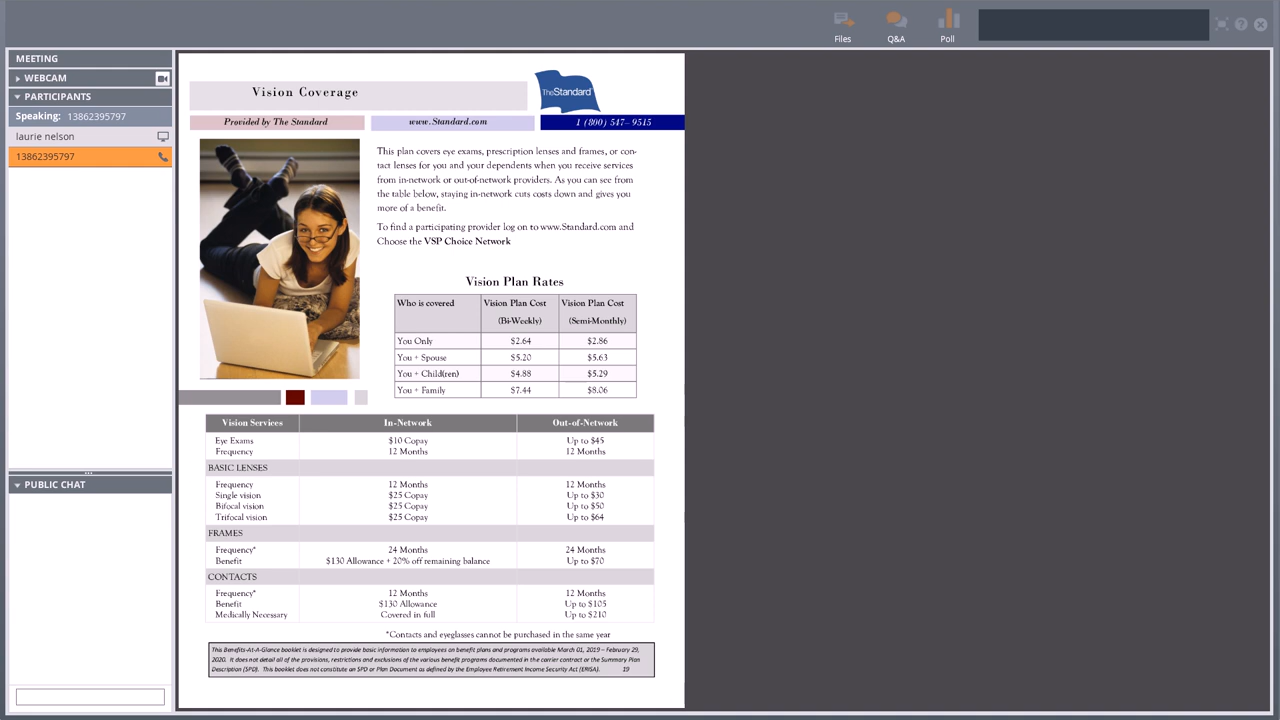 Files Q&A Poll
MEETING
WEBCAM
PARTICIPANTS
Speaking: 13862395797
laurie nelson
13862395797
PUBLIC CHAT
Vision Coverage
TheStandard
Provided by The Standard
www.Standard.com
1 (800) 547– 9515
This plan covers eye exams, prescription lenses and frames, or con-
tact lenses for you and your dependents when you receive services
from in-network or out-of-network providers. As you can see from
the table below, staying in-network cuts costs down and gives you
more of a benefit.
To find a participating provider log on to www.Standard.com and
Choose the VSP Choice Network
Vision Plan Rates
Who is covered Vision Plan Cost Vision Plan Cost
(Bi-Weekly) (Semi-Monthly)
You Only $2.64 $2.86
You + Spouse $5.20 $5.63
You + Child(ren) $4.88 $5.29
You + Family $7.44 $8.06
Vision Services In-Network Out-of-Network
Eye Exams $10 Copay Up to $45
Frequency 12 Months 12 Months
BASIC LENSES
Frequency 12 Months 12 Months
Single vision $25 Copay Up to $30
Bifocal vision $25 Copay Up to $50
Trifocal vision $25 Copay Up to $64
FRAMES
Frequency* 24 Months 24 Months
Benefit $130 Allowance + 20% off remaining balance Up to $70
CONTACTS
Frequency* 12 Months 12 Months
Benefit $130 Allowance Up to $105
Medically Necessary Covered in full Up to $210
*Contacts and eyeglasses cannot be purchased in the same year
This Benefits-At-A-Glance booklet is designed to provide basic information to employees on benefit plans and programs available March 01, 2019 – February 29,
2020. It does not detail all of the provisions, restrictions and exclusions of the various benefit programs documented in the carrier contract or the Summary Plan
Description (SPD). This booklet does not constitute an SPD or Plan Document as defined by the Employee Retirement Income Security Act (ERISA). 19